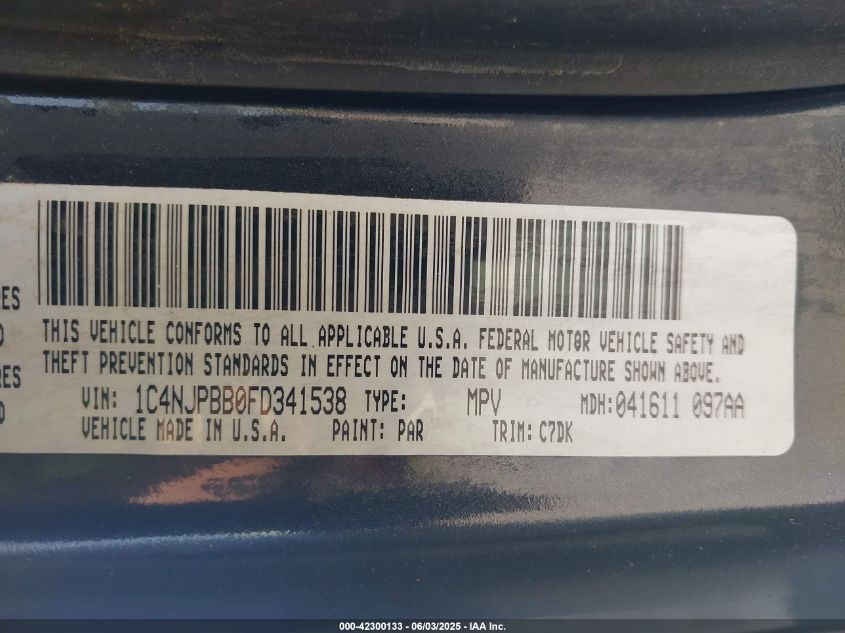 RES
THIS VEHICLE CONFORMS TO ALL APPLICABLE U.S.A. FEDERAL MOTOR VEHICLE SAFETY AND
D
THEFT PREVENTION STANDARDS IN EFFECT ON THE DATE OF MANUFACTURE SHOWN ABOVE.
RES
VIN: 1C4NJPBB0FD341538 TYPE: MPV MDH: 041611 097AA
D
VEHICLE MADE IN U.S.A. PAINT: PAR TRIM: C7DK
000-42300133 - 06/03/2025 - IAA Inc.